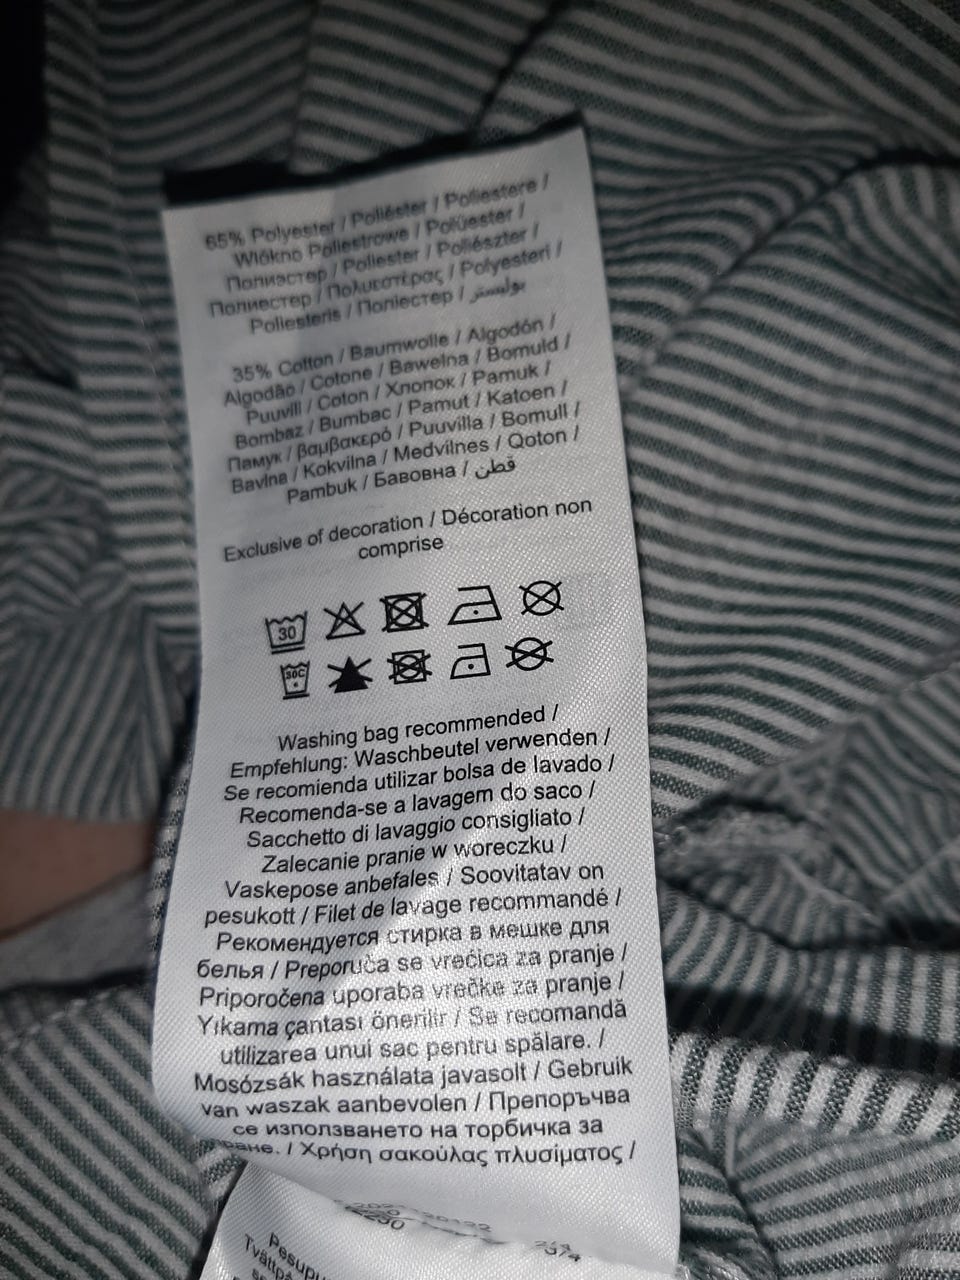 65% Polyester / Poliéster / Poliestere /
Włókno Poliestrowe / Polüester /
Полиэстер / Poliester / Poliészter /
Полиестер / Πολυεστέρας / Polyesteri /
Poliesteris / Поліестер / بوليستر
35% Cotton / Baumwolle / Algodón /
Algodão / Cotone / Bawełna / Bomuld /
Puuvill / Coton / Хлопок / Pamuk /
Bombaz / Bumbac / Pamut / Katoen /
Памук / βαμβακερό / Puuvilla / Bomull /
Bavlna / Kokvilna / Medvilnes / Qoton /
Pambuk / Бавовна / قطن
Exclusive of decoration / Décoration non
comprise
30
30C
Washing bag recommended /
Empfehlung: Waschbeutel verwenden /
Se recomienda utilizar bolsa de lavado /
Recomenda-se a lavagem do saco /
Sacchetto di lavaggio consigliato /
Zalecanie pranie w woreczku /
Vaskepose anbefales / Soovitatav on
pesukott / Filet de lavage recommandé /
Рекомендуется стирка в мешке для
белья / Preporuča se vrećica za pranje /
Priporočena uporaba vrečke za pranje /
Yıkama çantası önerilir / Se recomandă
utilizarea unui sac pentru spălare. /
Mosózsák használata javasolt / Gebruik
van waszak aanbevolen / Препоръчва
се използването на торбичка за
пране. / Χρήση σακούλας πλυσίματος /